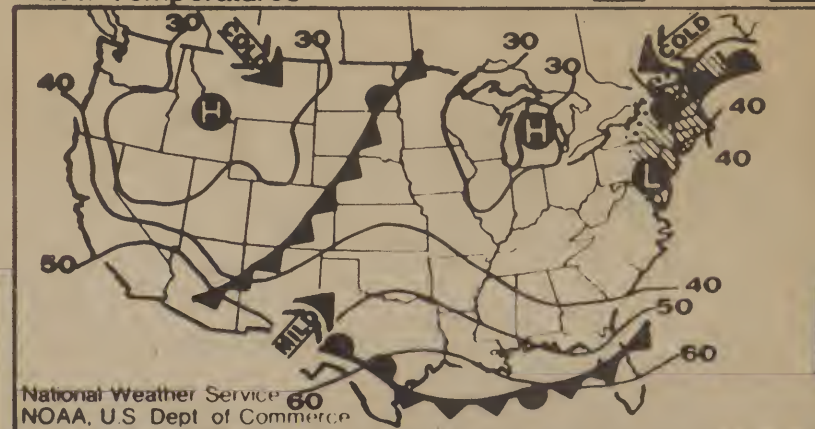 Temperatures
30
COLD
30
30
30
COLD
40
H
H
40
40
L
50
40
50
MILD
60
60
National Weather Service
NOAA, U.S Dept of Commerce